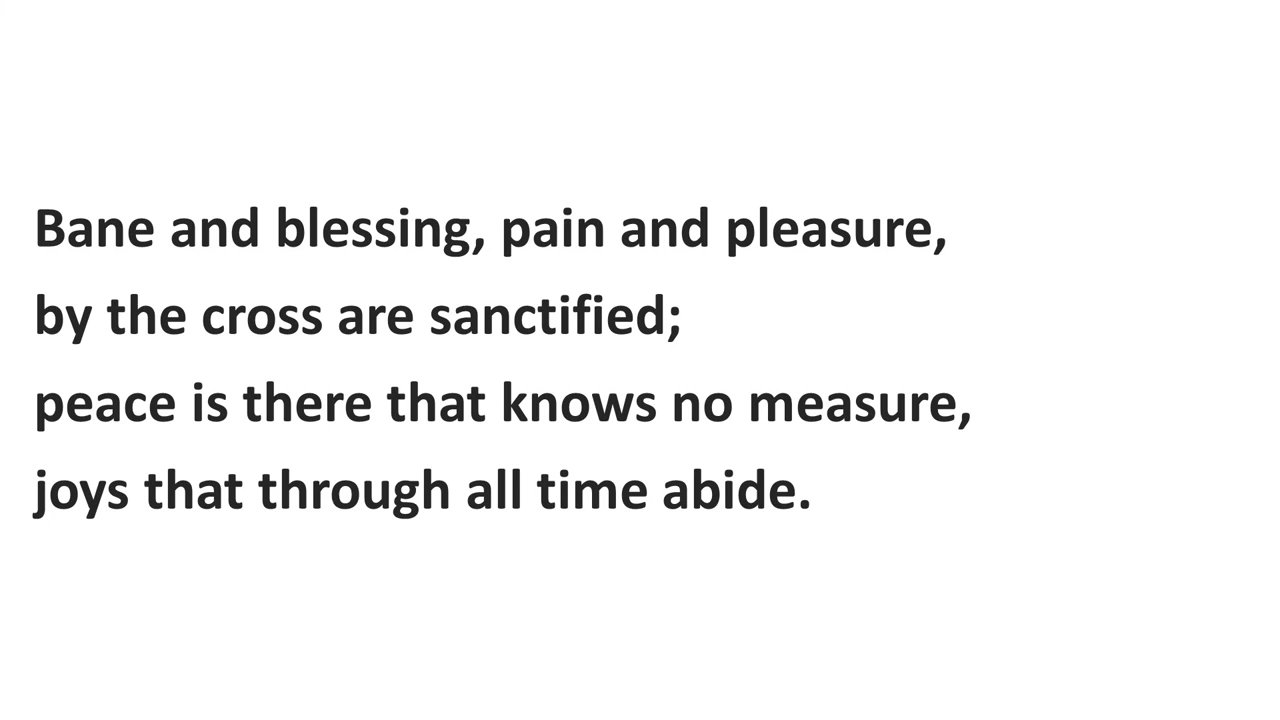 Bane and blessing, pain and pleasure,
by the cross are sanctified;
peace is there that knows no measure,
joys that through all time abide.